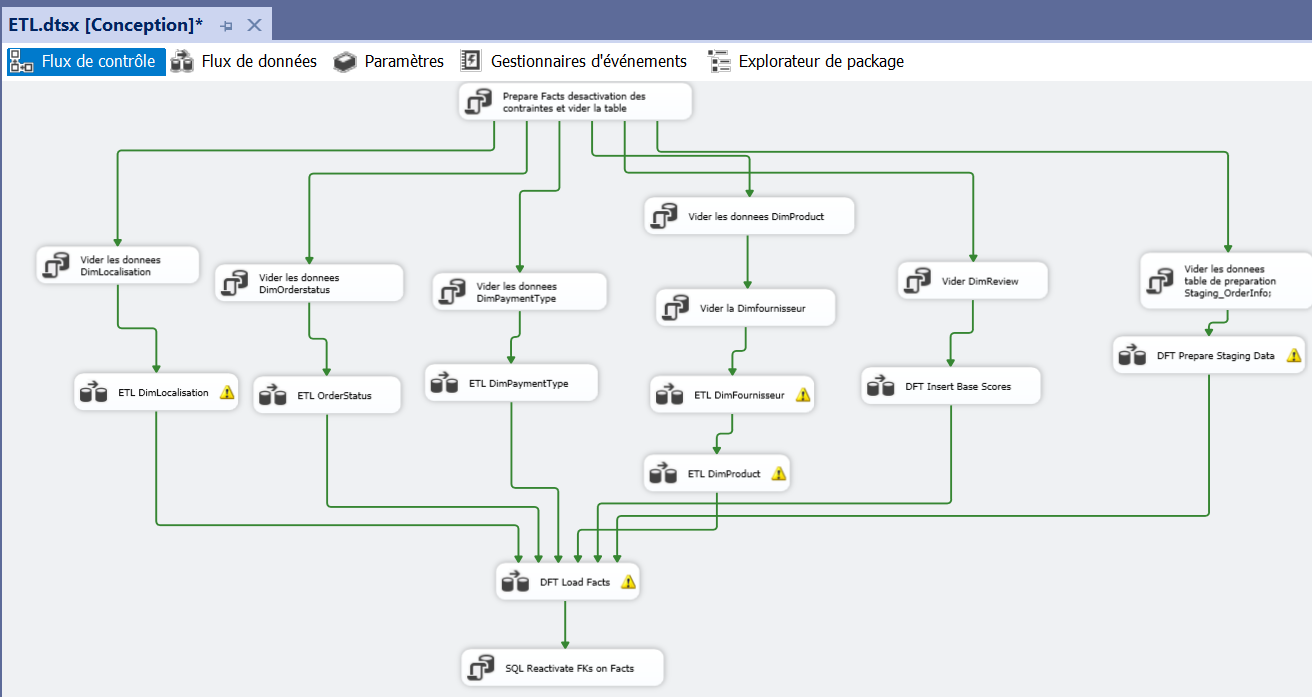 ETL.dtsx [Conception]*
Flux de contrôle
Flux de données
Paramètres
Gestionnaires d'événements
Explorateur de package
Prepare Facts desactivation des
contraintes et vider la table
Vider les donnees DimProduct
Vider les donnees
DimLocalisation
Vider les donnees
DimOrderstatus
Vider les donnees
DimPaymentType
Vider la Dimfournisseur
Vider DimReview
Vider les donnees
table de preparation
Staging_OrderInfo;
DFT Prepare Staging Data
ETL DimLocalisation
ETL OrderStatus
ETL DimPaymentType
ETL DimFournisseur
DFT Insert Base Scores
ETL DimProduct
DFT Load Facts
SQL Reactivate FKs on Facts